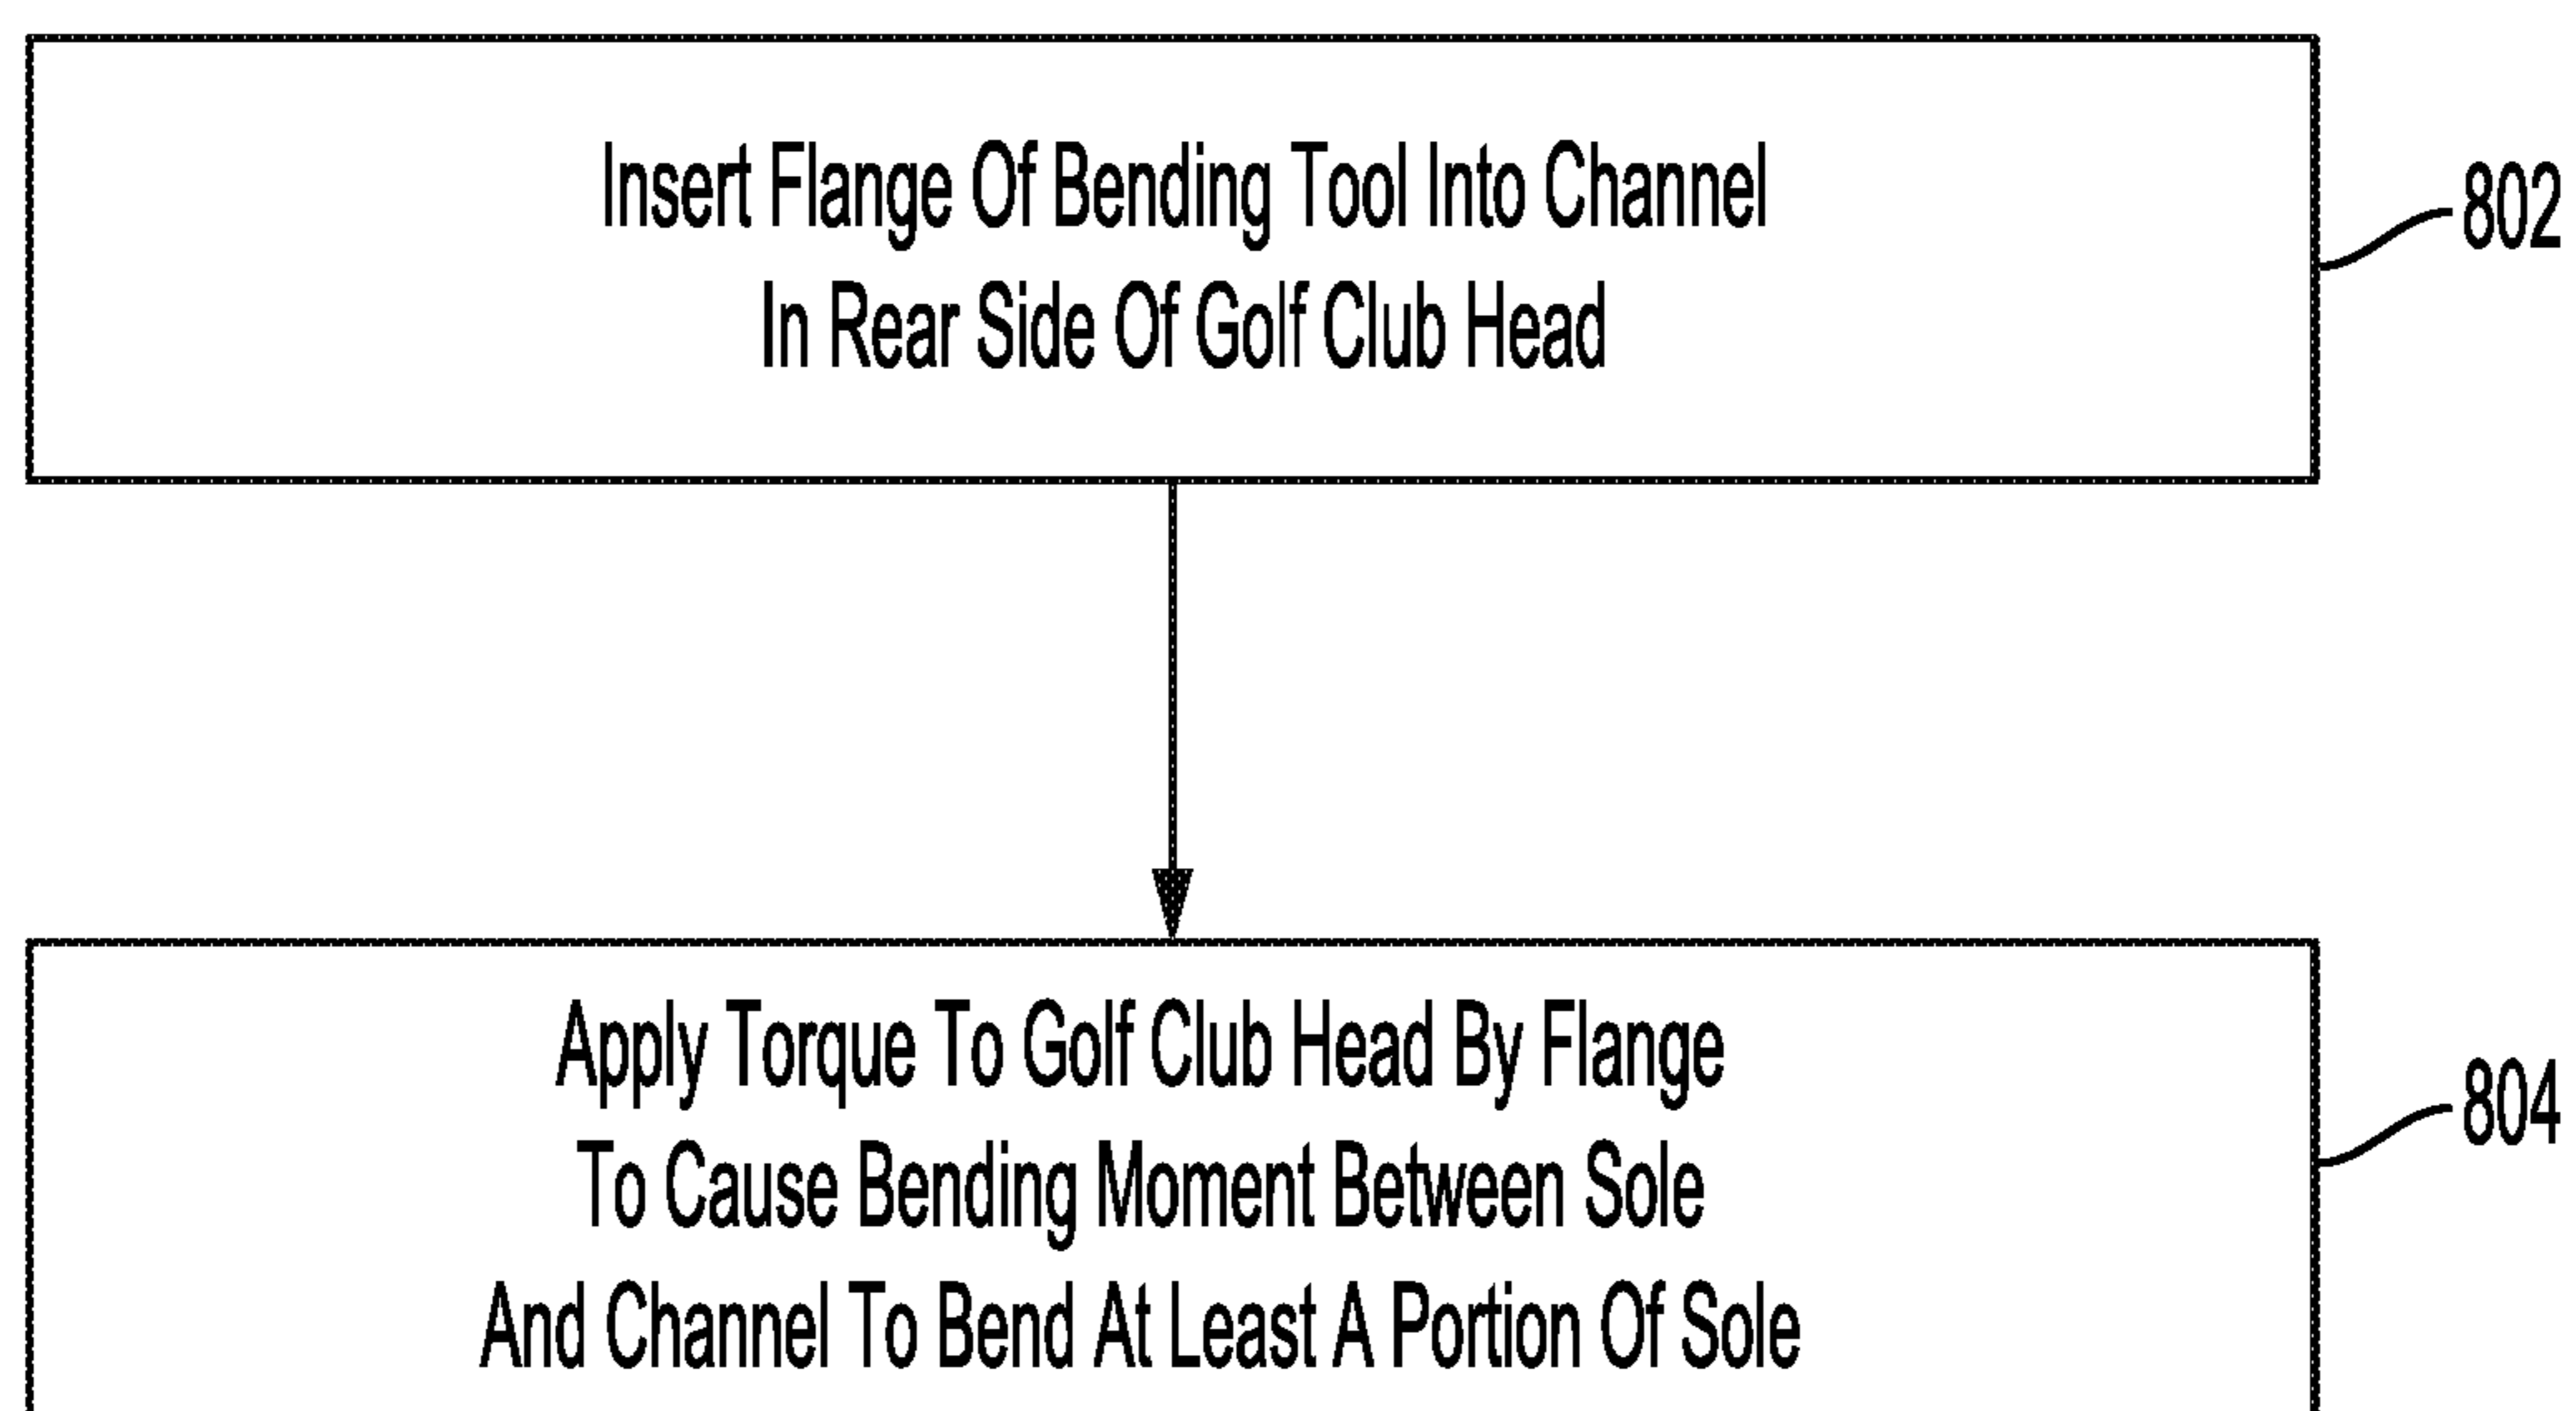 Insert Flange Of Bending Tool Into Channel
In Rear Side Of Golf Club Head
802
Apply Torque To Golf Club Head By Flange
To Cause Bending Moment Between Sole
And Channel To Bend At Least A Portion Of Sole
804